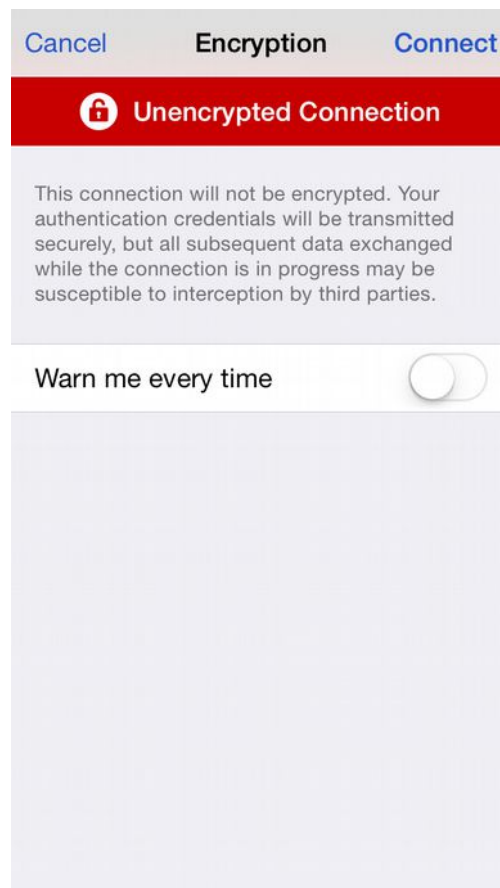 Cancel Encryption Connect
Unencrypted Connection
This connection will not be encrypted. Your
authentication credentials will be transmitted
securely, but all subsequent data exchanged
while the connection is in progress may be
susceptible to interception by third parties.
Warn me every time